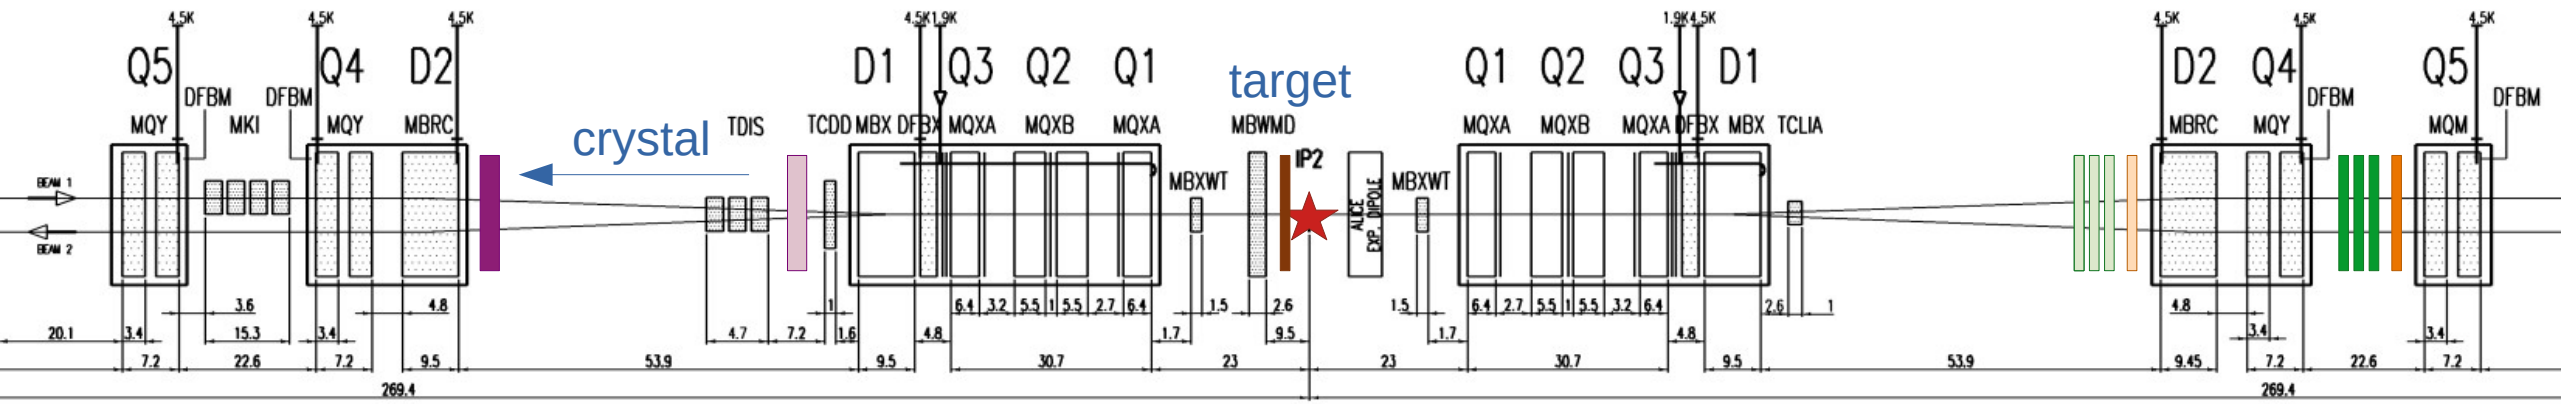 4.5K 4.5K 4.5K 4.5K 1.9K 1.9K 4.5K 4.5K 4.5K 4.5K
Q5 Q4 D2 D1 Q3 Q2 Q1 target Q1 Q2 Q3 D1 D2 Q4 Q5
DFBM DFBM DFBM DFBM
MQY MKI MQY MBRC crystal TDIS TCDD MBX DFBX MQXA MQXB MQXA MBWMD MQXA MQXB MQXA DFBX MBX TCLIA MBRC MQY MQM
IP2
BEAM 1 MBXWT MBXWT
ALICE
EXP. DIPOLE
BEAM 2
3.6 4.8 1 6.4 3.2 5.5 1 5.5 2.7 6.4 1.5 2.6 1.5 6.4 2.7 5.5 1 5.5 3.2 6.4 2.6 1 4.8
20.1 3.4 15.3 3.4 4.7 7.2 1.6 4.8 1.7 9.5 1.7 4.8 3.4 3.4
7.2 22.6 7.2 9.5 53.9 9.5 30.7 23 23 30.7 9.5 53.9 9.45 7.2 22.6 7.2
269.4 269.4